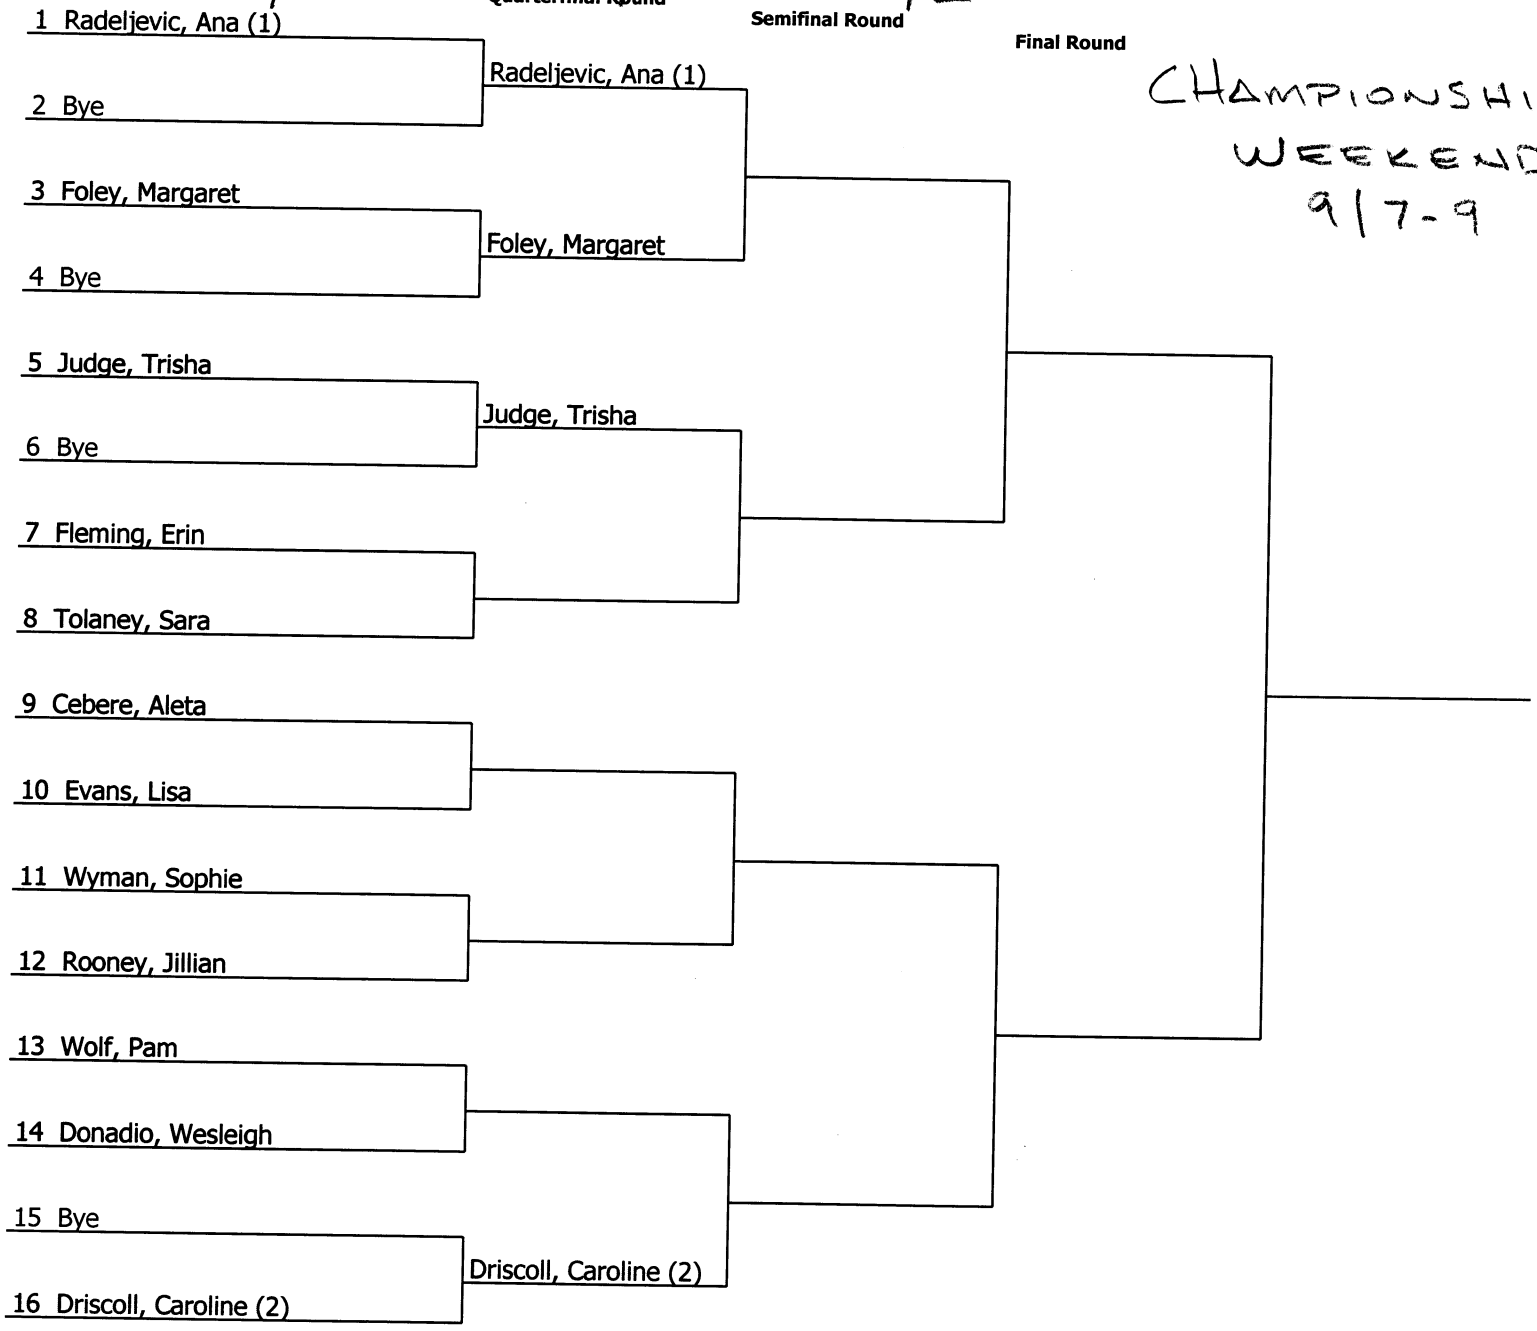 Quarterfinal Round
Semifinal Round
Final Round
CHAMPIONSHI
WEEKEND
9/7-9
1 Radeljevic, Ana (1)
Radeljevic, Ana (1)
2 Bye
3 Foley, Margaret
Foley, Margaret
4 Bye
5 Judge, Trisha
Judge, Trisha
6 Bye
7 Fleming, Erin
8 Tolaney, Sara
9 Cebere, Aleta
10 Evans, Lisa
11 Wyman, Sophie
12 Rooney, Jillian
13 Wolf, Pam
14 Donadio, Wesleigh
15 Bye
Driscoll, Caroline (2)
16 Driscoll, Caroline (2)